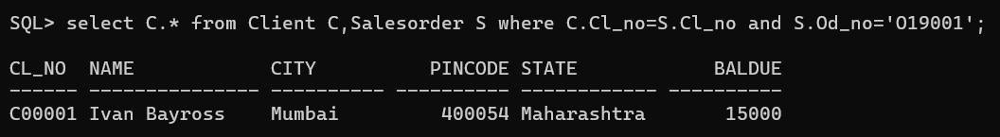 SQL> select C.* from Client C,Salesorder S where C.Cl_no=S.Cl_no and S.Od_no='O19001';
CL_NO  NAME            CITY          PINCODE STATE            BALDUE
------ --------------- ---------- ---------- ------------ ----------
C00001 Ivan Bayross    Mumbai         400054 Maharashtra       15000